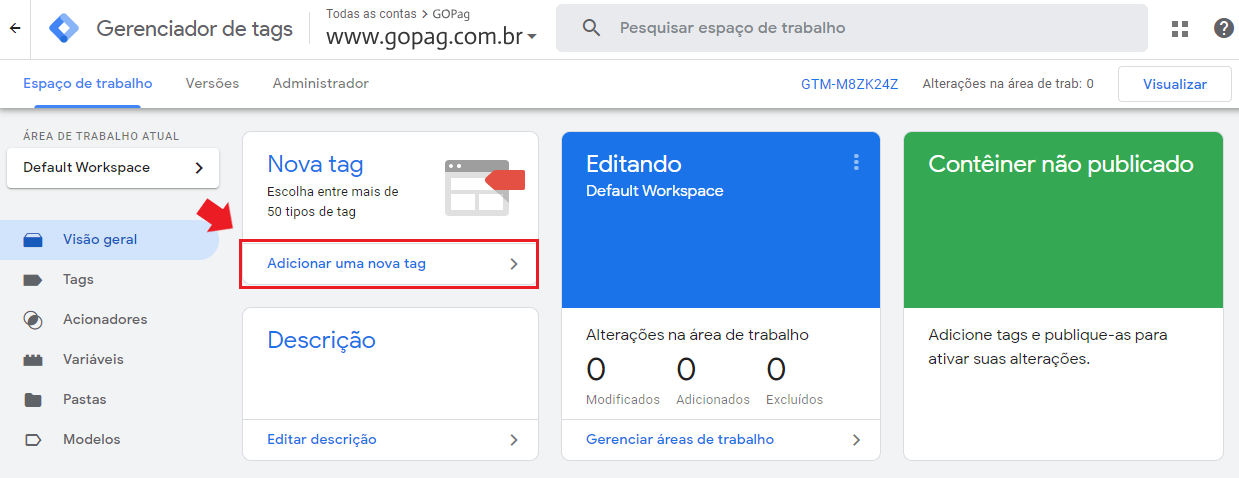 Gerenciador de tags
Todas as contas > GOPag
www.gopag.com.br
Pesquisar espaço de trabalho
?
Espaço de trabalho
Versões
Administrador
GTM-M8ZK24Z
Alterações na área de trab: 0
Visualizar
ÁREA DE TRABALHO ATUAL
Default Workspace
Visão geral
Tags
Acionadores
Variáveis
Pastas
Modelos
Nova tag
Escolha entre mais de
50 tipos de tag
Adicionar uma nova tag
Descrição
Editar descrição
Editando
Default Workspace
Alterações na área de trabalho
0 0 0
Modificados Adicionados Excluídos
Gerenciar áreas de trabalho
Contêiner não publicado
Adicione tags e publique-as para
ativar suas alterações.